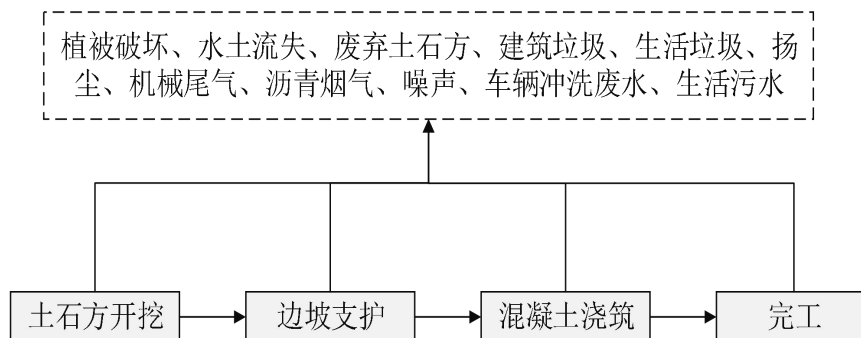 植被破坏、水土流失、废弃土石方、建筑垃圾、生活垃圾、扬
尘、机械尾气、沥青烟气、噪声、车辆冲洗废水、生活污水
土石方开挖
边坡支护
混凝土浇筑
完工